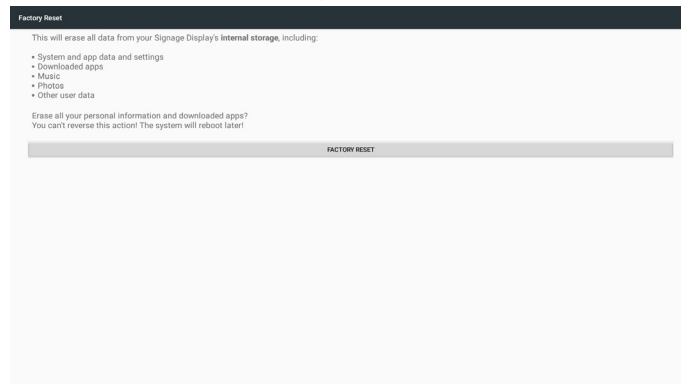 Factory Reset
This will erase all data from your Signage Display's internal storage, including:
• System and app data and settings
• Downloaded apps
• Music
• Photos
• Other user data
Erase all your personal information and downloaded apps?
You can't reverse this action! The system will reboot later!
FACTORY RESET